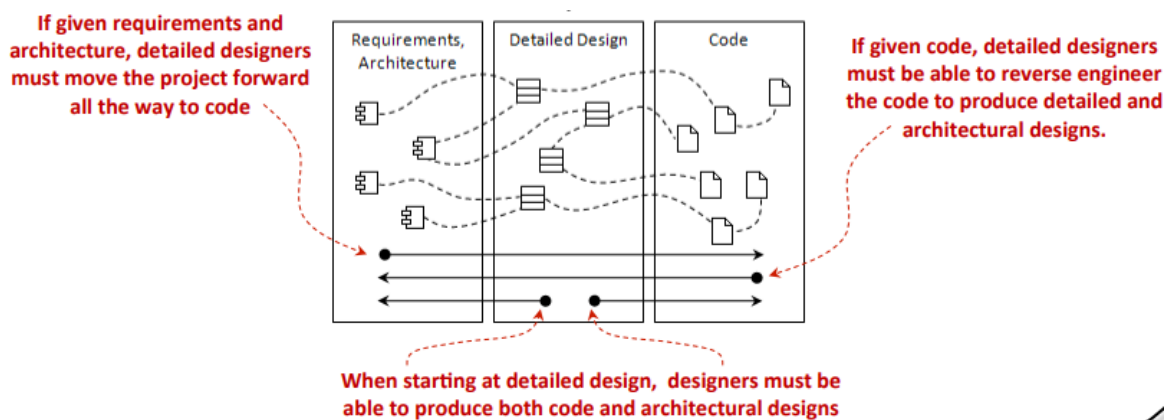 If given requirements and
architecture, detailed designers
must move the project forward
all the way to code
Requirements,
Architecture
Detailed Design
Code
If given code, detailed designers
must be able to reverse engineer
the code to produce detailed and
architectural designs.
When starting at detailed design, designers must be
able to produce both code and architectural designs